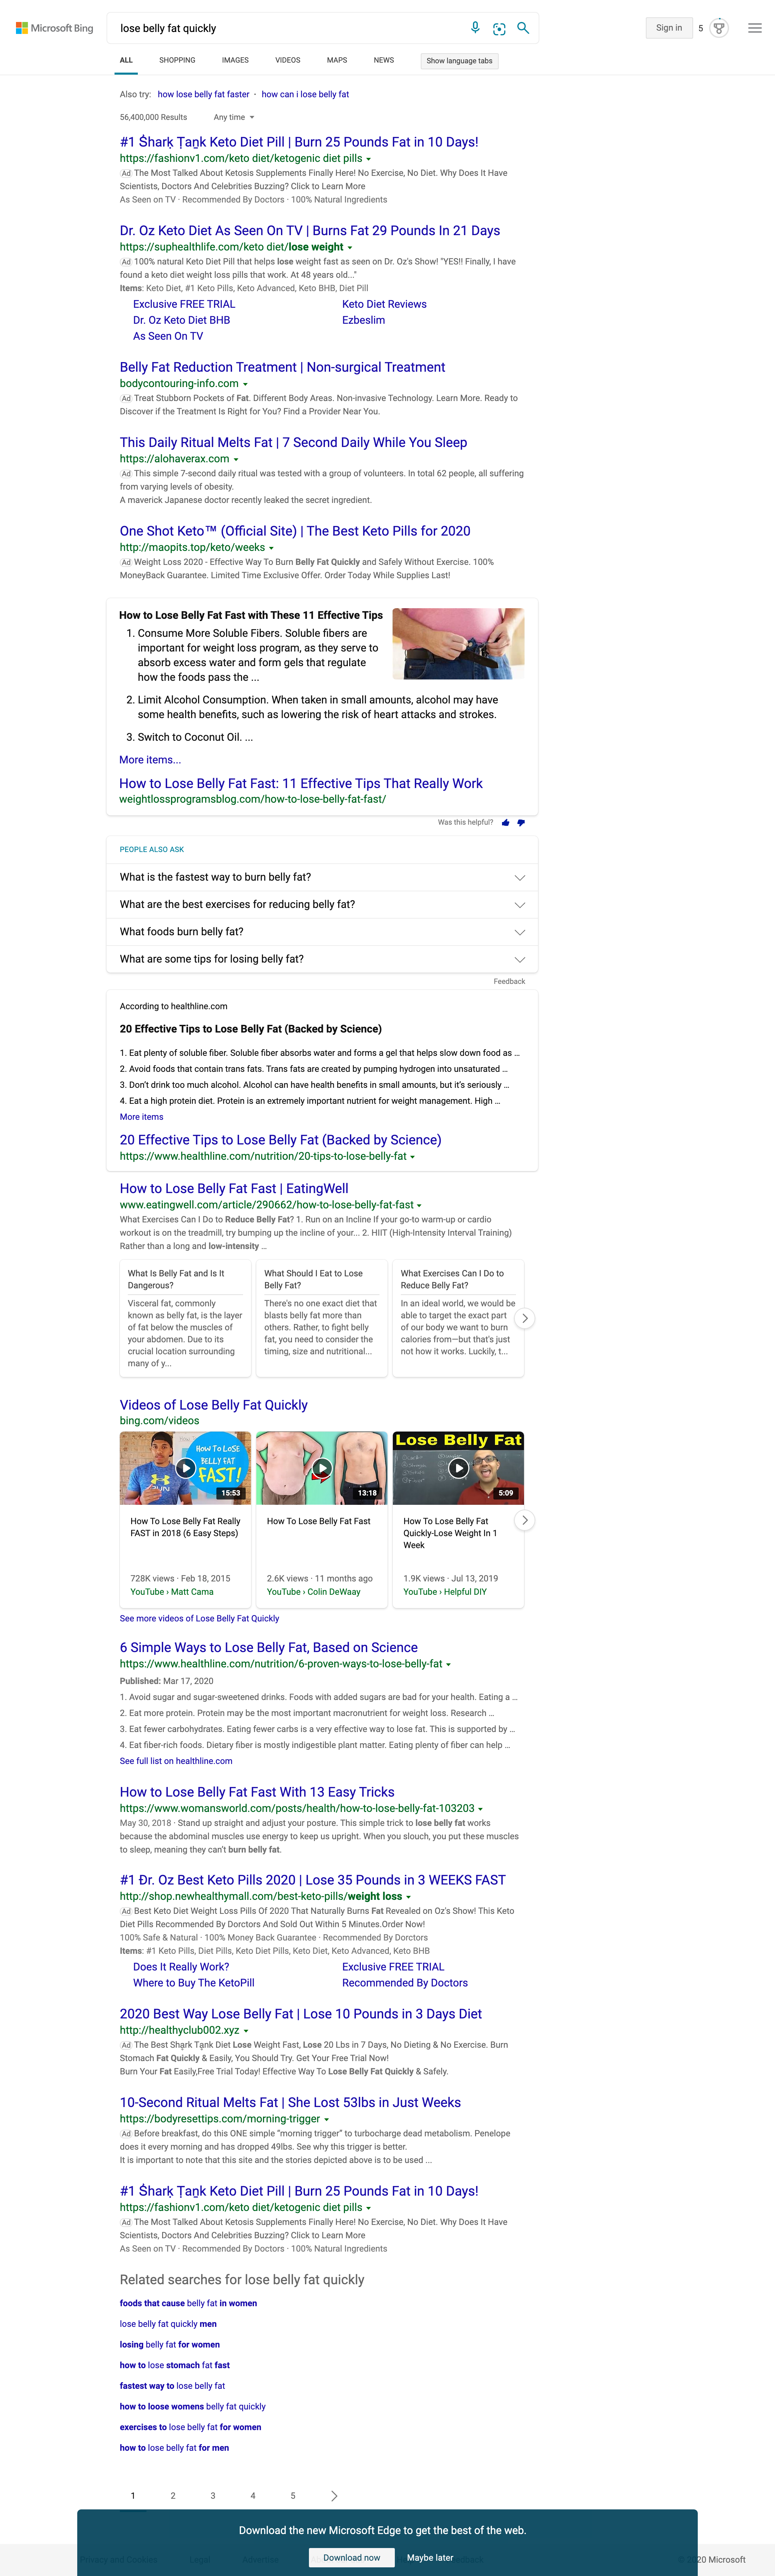 Microsoft Bing
lose belly fat quickly
Sign in
5
ALL SHOPPING IMAGES VIDEOS MAPS NEWS Show language tabs
Also try: how lose belly fat faster · how can i lose belly fat
56,400,000 Results Any time
#1 Ṡharḳ Ṭaṉk Keto Diet Pill | Burn 25 Pounds Fat in 10 Days!
https://fashionv1.com/keto diet/ketogenic diet pills
Ad The Most Talked About Ketosis Supplements Finally Here! No Exercise, No Diet. Why Does It Have
Scientists, Doctors And Celebrities Buzzing? Click to Learn More
As Seen on TV · Recommended By Doctors · 100% Natural Ingredients
Dr. Oz Keto Diet As Seen On TV | Burns Fat 29 Pounds In 21 Days
https://suphealthlife.com/keto diet/lose weight
Ad 100% natural Keto Diet Pill that helps lose weight fast as seen on Dr. Oz's Show! "YES!! Finally, I have
found a keto diet weight loss pills that work. At 48 years old..."
Items: Keto Diet, #1 Keto Pills, Keto Advanced, Keto BHB, Diet Pill
Exclusive FREE TRIAL Keto Diet Reviews
Dr. Oz Keto Diet BHB Ezbeslim
As Seen On TV
Belly Fat Reduction Treatment | Non-surgical Treatment
bodycontouring-info.com
Ad Treat Stubborn Pockets of Fat. Different Body Areas. Non-invasive Technology. Learn More. Ready to
Discover if the Treatment Is Right for You? Find a Provider Near You.
This Daily Ritual Melts Fat | 7 Second Daily While You Sleep
https://alohaverax.com
Ad This simple 7-second daily ritual was tested with a group of volunteers. In total 62 people, all suffering
from varying levels of obesity.
A maverick Japanese doctor recently leaked the secret ingredient.
One Shot Keto™ (Official Site) | The Best Keto Pills for 2020
http://maopits.top/keto/weeks
Ad Weight Loss 2020 - Effective Way To Burn Belly Fat Quickly and Safely Without Exercise. 100%
MoneyBack Guarantee. Limited Time Exclusive Offer. Order Today While Supplies Last!
How to Lose Belly Fat Fast with These 11 Effective Tips
1. Consume More Soluble Fibers. Soluble fibers are
important for weight loss program, as they serve to
absorb excess water and form gels that regulate
how the foods pass the ...
2. Limit Alcohol Consumption. When taken in small amounts, alcohol may have
some health benefits, such as lowering the risk of heart attacks and strokes.
3. Switch to Coconut Oil. ...
More items...
How to Lose Belly Fat Fast: 11 Effective Tips That Really Work
weightlossprogramsblog.com/how-to-lose-belly-fat-fast/
Was this helpful?
PEOPLE ALSO ASK
What is the fastest way to burn belly fat?
What are the best exercises for reducing belly fat?
What foods burn belly fat?
What are some tips for losing belly fat?
Feedback
According to healthline.com
20 Effective Tips to Lose Belly Fat (Backed by Science)
1. Eat plenty of soluble fiber. Soluble fiber absorbs water and forms a gel that helps slow down food as ...
2. Avoid foods that contain trans fats. Trans fats are created by pumping hydrogen into unsaturated ...
3. Don't drink too much alcohol. Alcohol can have health benefits in small amounts, but it's seriously ...
4. Eat a high protein diet. Protein is an extremely important nutrient for weight management. High ...
More items
20 Effective Tips to Lose Belly Fat (Backed by Science)
https://www.healthline.com/nutrition/20-tips-to-lose-belly-fat
How to Lose Belly Fat Fast | EatingWell
www.eatingwell.com/article/290662/how-to-lose-belly-fat-fast
What Exercises Can I Do to Reduce Belly Fat? 1. Run on an Incline If your go-to warm-up or cardio
workout is on the treadmill, try bumping up the incline of your... 2. HIIT (High-Intensity Interval Training)
Rather than a long and low-intensity ...
What Is Belly Fat and Is It
Dangerous?
Visceral fat, commonly
known as belly fat, is the layer
of fat below the muscles of
your abdomen. Due to its
crucial location surrounding
many of y...
What Should I Eat to Lose
Belly Fat?
There's no one exact diet that
blasts belly fat more than
others. Rather, to fight belly
fat, you need to consider the
timing, size and nutritional...
What Exercises Can I Do to
Reduce Belly Fat?
In an ideal world, we would be
able to target the exact part
of our body we want to burn
calories from—but that's just
not how it works. Luckily, t...
Videos of Lose Belly Fat Quickly
bing.com/videos
HOW TO LOSE
BELLY FAT
FAST!
15:53
13:18
Lose Belly Fat
5:09
How To Lose Belly Fat Really
FAST in 2018 (6 Easy Steps)
728K views · Feb 18, 2015
YouTube › Matt Cama
How To Lose Belly Fat Fast
2.6K views · 11 months ago
YouTube › Colin DeWaay
How To Lose Belly Fat
Quickly-Lose Weight In 1
Week
1.9K views · Jul 13, 2019
YouTube › Helpful DIY
See more videos of Lose Belly Fat Quickly
6 Simple Ways to Lose Belly Fat, Based on Science
https://www.healthline.com/nutrition/6-proven-ways-to-lose-belly-fat
Published: Mar 17, 2020
1. Avoid sugar and sugar-sweetened drinks. Foods with added sugars are bad for your health. Eating a ...
2. Eat more protein. Protein may be the most important macronutrient for weight loss. Research ...
3. Eat fewer carbohydrates. Eating fewer carbs is a very effective way to lose fat. This is supported by ...
4. Eat fiber-rich foods. Dietary fiber is mostly indigestible plant matter. Eating plenty of fiber can help ...
See full list on healthline.com
How to Lose Belly Fat Fast With 13 Easy Tricks
https://www.womansworld.com/posts/health/how-to-lose-belly-fat-103203
May 30, 2018 · Stand up straight and adjust your posture. This simple trick to lose belly fat works
because the abdominal muscles use energy to keep us upright. When you slouch, you put these muscles
to sleep, meaning they can't burn belly fat.
#1 Ðr. Oz Best Keto Pills 2020 | Lose 35 Pounds in 3 WEEKS FAST
http://shop.newhealthymall.com/best-keto-pills/weight loss
Ad Best Keto Diet Weight Loss Pills Of 2020 That Naturally Burns Fat Revealed on Oz's Show! This Keto
Diet Pills Recommended By Dorctors And Sold Out Within 5 Minutes.Order Now!
100% Safe & Natural · 100% Money Back Guarantee · Recommended By Dorctors
Items: #1 Keto Pills, Diet Pills, Keto Diet Pills, Keto Diet, Keto Advanced, Keto BHB
Does It Really Work? Exclusive FREE TRIAL
Where to Buy The KetoPill Recommended By Doctors
2020 Best Way Lose Belly Fat | Lose 10 Pounds in 3 Days Diet
http://healthyclub002.xyz
Ad The Best Shąrk Tąnk Diet Lose Weight Fast, Lose 20 Lbs in 7 Days, No Dieting & No Exercise. Burn
Stomach Fat Quickly & Easily, You Should Try. Get Your Free Trial Now!
Burn Your Fat Easily,Free Trial Today! Effective Way To Lose Belly Fat Quickly & Safely.
10-Second Ritual Melts Fat | She Lost 53lbs in Just Weeks
https://bodyresettips.com/morning-trigger
Ad Before breakfast, do this ONE simple "morning trigger" to turbocharge dead metabolism. Penelope
does it every morning and has dropped 49lbs. See why this trigger is better.
It is important to note that this site and the stories depicted above is to be used ...
#1 Ṡharḳ Ṭaṉk Keto Diet Pill | Burn 25 Pounds Fat in 10 Days!
https://fashionv1.com/keto diet/ketogenic diet pills
Ad The Most Talked About Ketosis Supplements Finally Here! No Exercise, No Diet. Why Does It Have
Scientists, Doctors And Celebrities Buzzing? Click to Learn More
As Seen on TV · Recommended By Doctors · 100% Natural Ingredients
Related searches for lose belly fat quickly
foods that cause belly fat in women
lose belly fat quickly men
losing belly fat for women
how to lose stomach fat fast
fastest way to lose belly fat
how to loose womens belly fat quickly
exercises to lose belly fat for women
how to lose belly fat for men
1 2 3 4 5
Download the new Microsoft Edge to get the best of the web.
Download now Maybe later
20 Microsoft